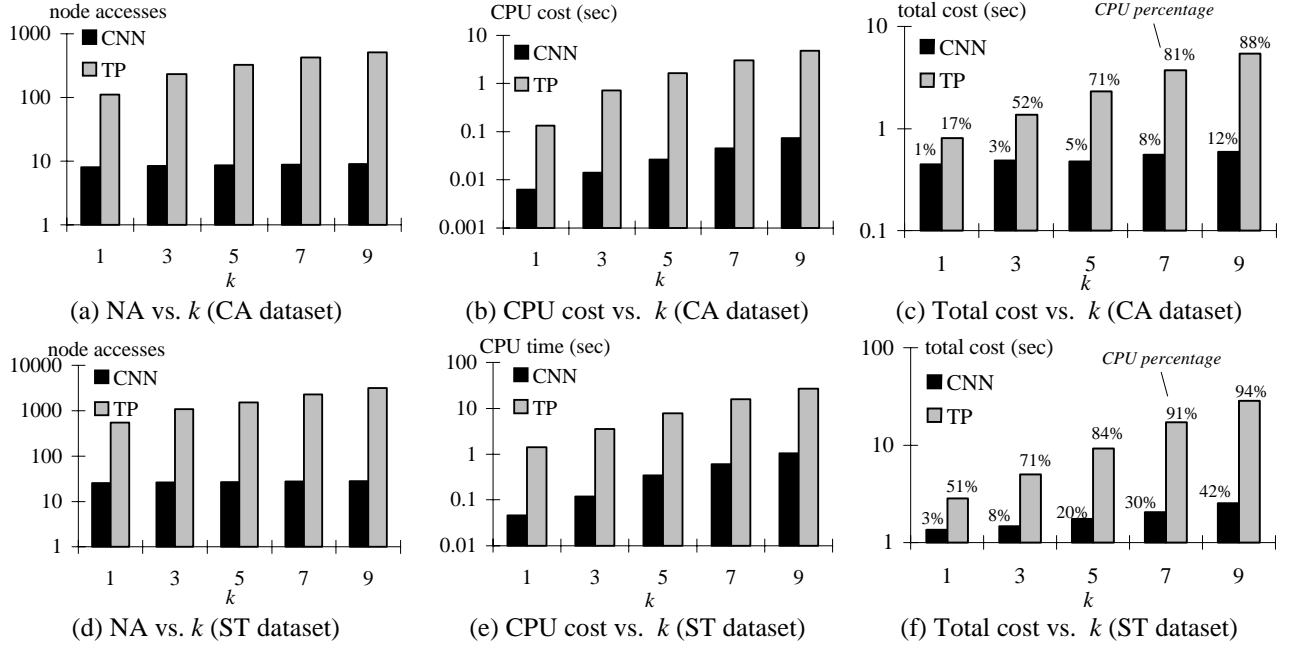 node accesses
1000
100
10
1
CNN
TP
1 3 5 7 9
k
(a) NA vs. k (CA dataset)
CPU cost (sec)
10
1
0.1
0.01
0.001
CNN
TP
1 3 5 7 9
k
(b) CPU cost vs. k (CA dataset)
total cost (sec)
CPU percentage
10
1
0.1
CNN
TP
1% 17% 3% 52% 5% 71% 8% 81% 12% 88%
1 3 5 7 9
k
(c) Total cost vs. k (CA dataset)
node accesses
10000
1000
100
10
1
CNN
TP
1 3 5 7 9
k
(d) NA vs. k (ST dataset)
CPU time (sec)
100
10
1
0.1
0.01
CNN
TP
1 3 5 7 9
k
(e) CPU cost vs. k (ST dataset)
total cost (sec)
CPU percentage
100
10
1
CNN
TP
3% 51% 8% 71% 20% 84% 30% 91% 42% 94%
1 3 5 7 9
k
(f) Total cost vs. k (ST dataset)